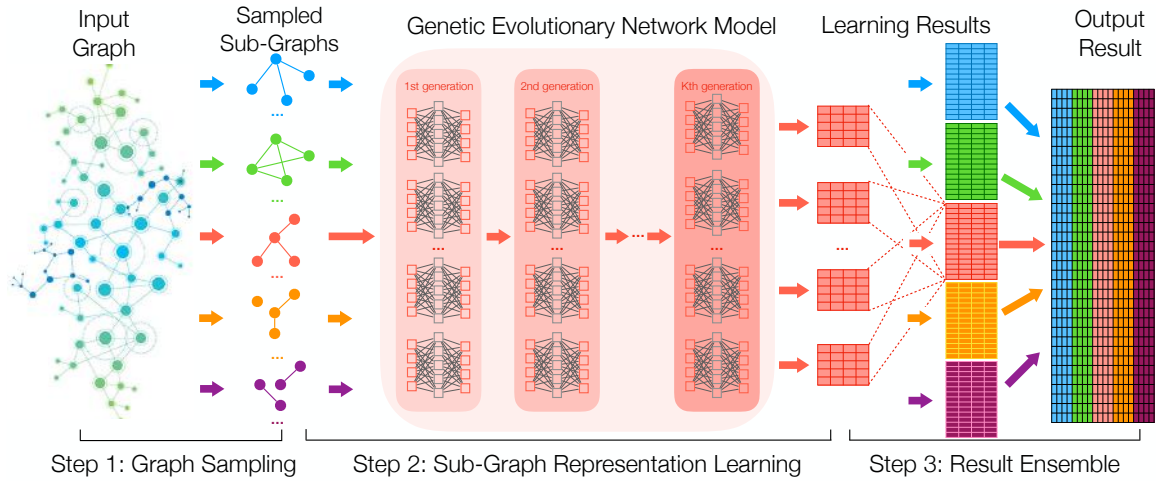 Input
Graph
Sampled
Sub-Graphs
Genetic Evolutionary Network Model
Learning Results
Output
Result
1st generation
2nd generation
Kth generation
...
...
...
...
...
...
...
...
...
...
Step 1: Graph Sampling
Step 2: Sub-Graph Representation Learning
Step 3: Result Ensemble